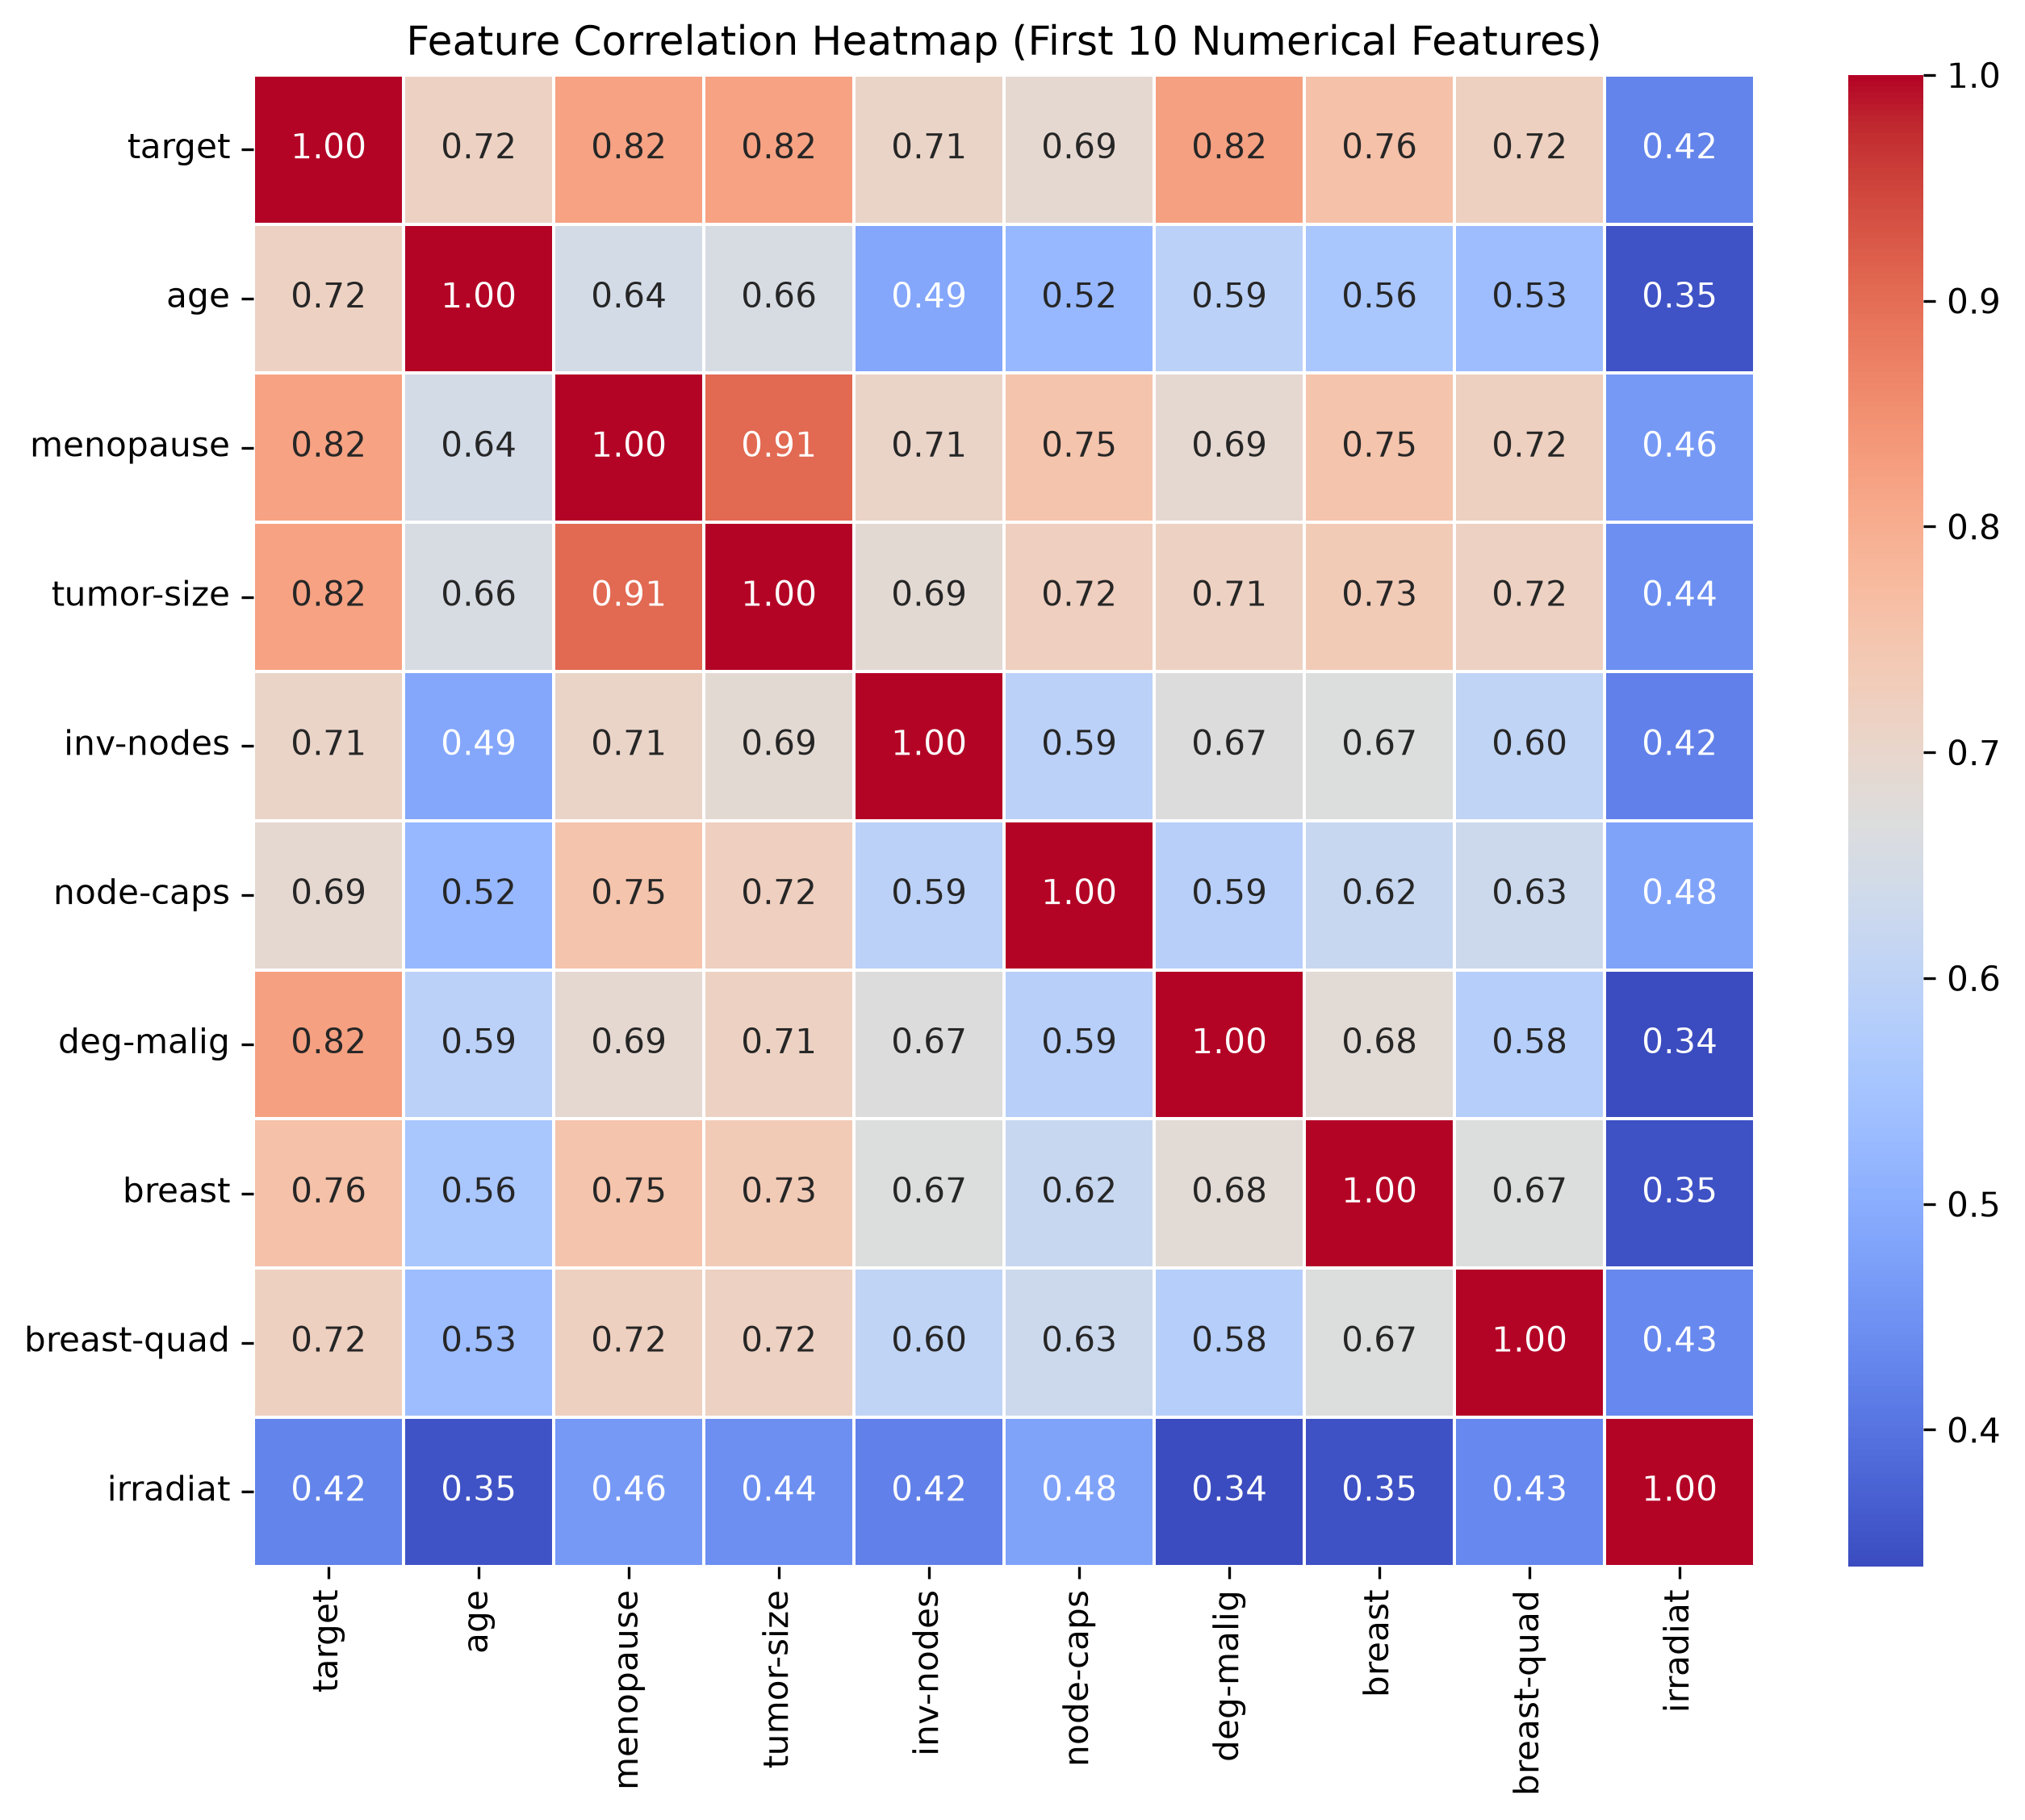 Feature Correlation Heatmap (First 10 Numerical Features)
target 1.00 0.72 0.82 0.82 0.71 0.69 0.82 0.76 0.72 0.42
age 0.72 1.00 0.64 0.66 0.49 0.52 0.59 0.56 0.53 0.35
menopause 0.82 0.64 1.00 0.91 0.71 0.75 0.69 0.75 0.72 0.46
tumor-size 0.82 0.66 0.91 1.00 0.69 0.72 0.71 0.73 0.72 0.44
inv-nodes 0.71 0.49 0.71 0.69 1.00 0.59 0.67 0.67 0.60 0.42
node-caps 0.69 0.52 0.75 0.72 0.59 1.00 0.59 0.62 0.63 0.48
deg-malig 0.82 0.59 0.69 0.71 0.67 0.59 1.00 0.68 0.58 0.34
breast 0.76 0.56 0.75 0.73 0.67 0.62 0.68 1.00 0.67 0.35
breast-quad 0.72 0.53 0.72 0.72 0.60 0.63 0.58 0.67 1.00 0.43
irradiat 0.42 0.35 0.46 0.44 0.42 0.48 0.34 0.35 0.43 1.00
target age menopause tumor-size inv-nodes node-caps deg-malig breast breast-quad irradiat
1.0
0.9
0.8
0.7
0.6
0.5
0.4